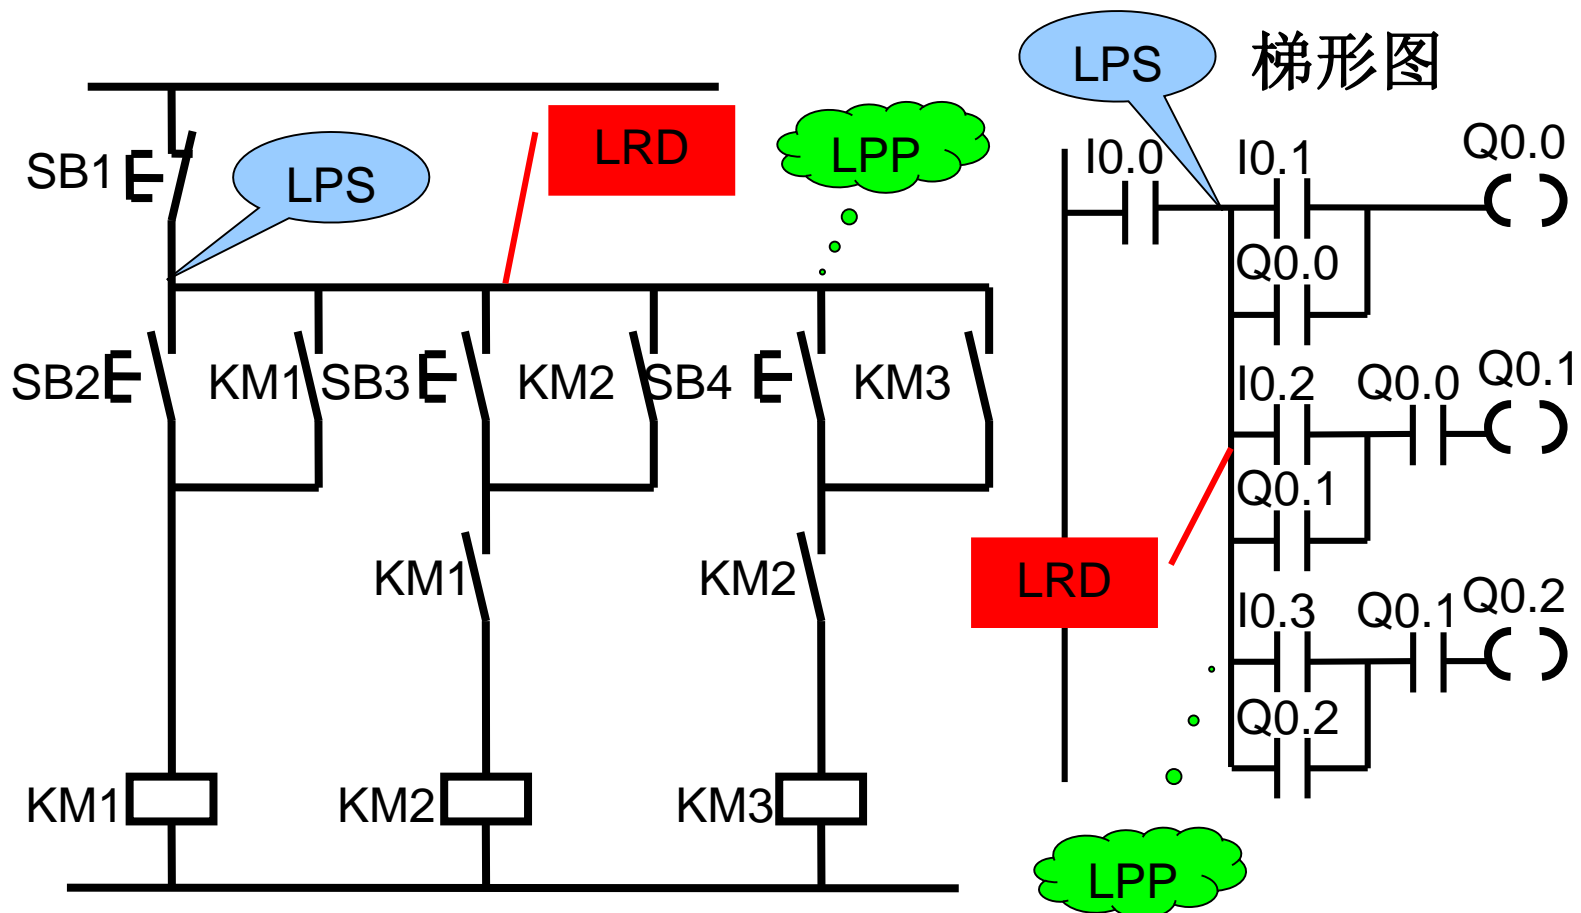 LPS
梯形图
LRD
LPP
SB1
LPS
I0.0
I0.1
Q0.0
Q0.0
SB2
KM1
SB3
KM2
SB4
KM3
I0.2
Q0.0
Q0.1
Q0.1
KM1
KM2
LRD
I0.3
Q0.1
Q0.2
Q0.2
KM1
KM2
KM3
LPP